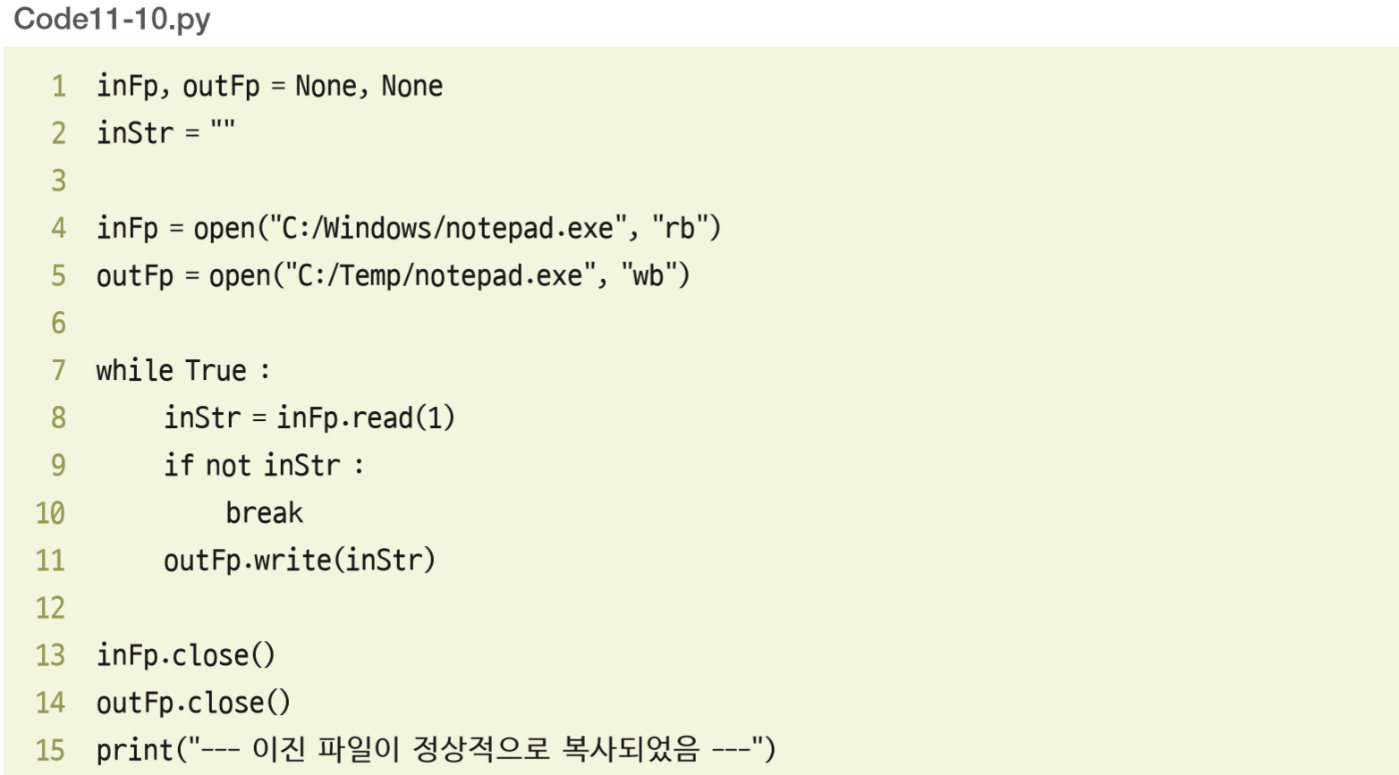 Code11-10.py
1 inFp, outFp = None, None
2 inStr = ""
3
4 inFp = open("C:/Windows/notepad.exe", "rb")
5 outFp = open("C:/Temp/notepad.exe", "wb")
6
7 while True :
8 inStr = inFp.read(1)
9 if not inStr :
10 break
11 outFp.write(inStr)
12
13 inFp.close()
14 outFp.close()
15 print("--- 이진 파일이 정상적으로 복사되었음 ---")